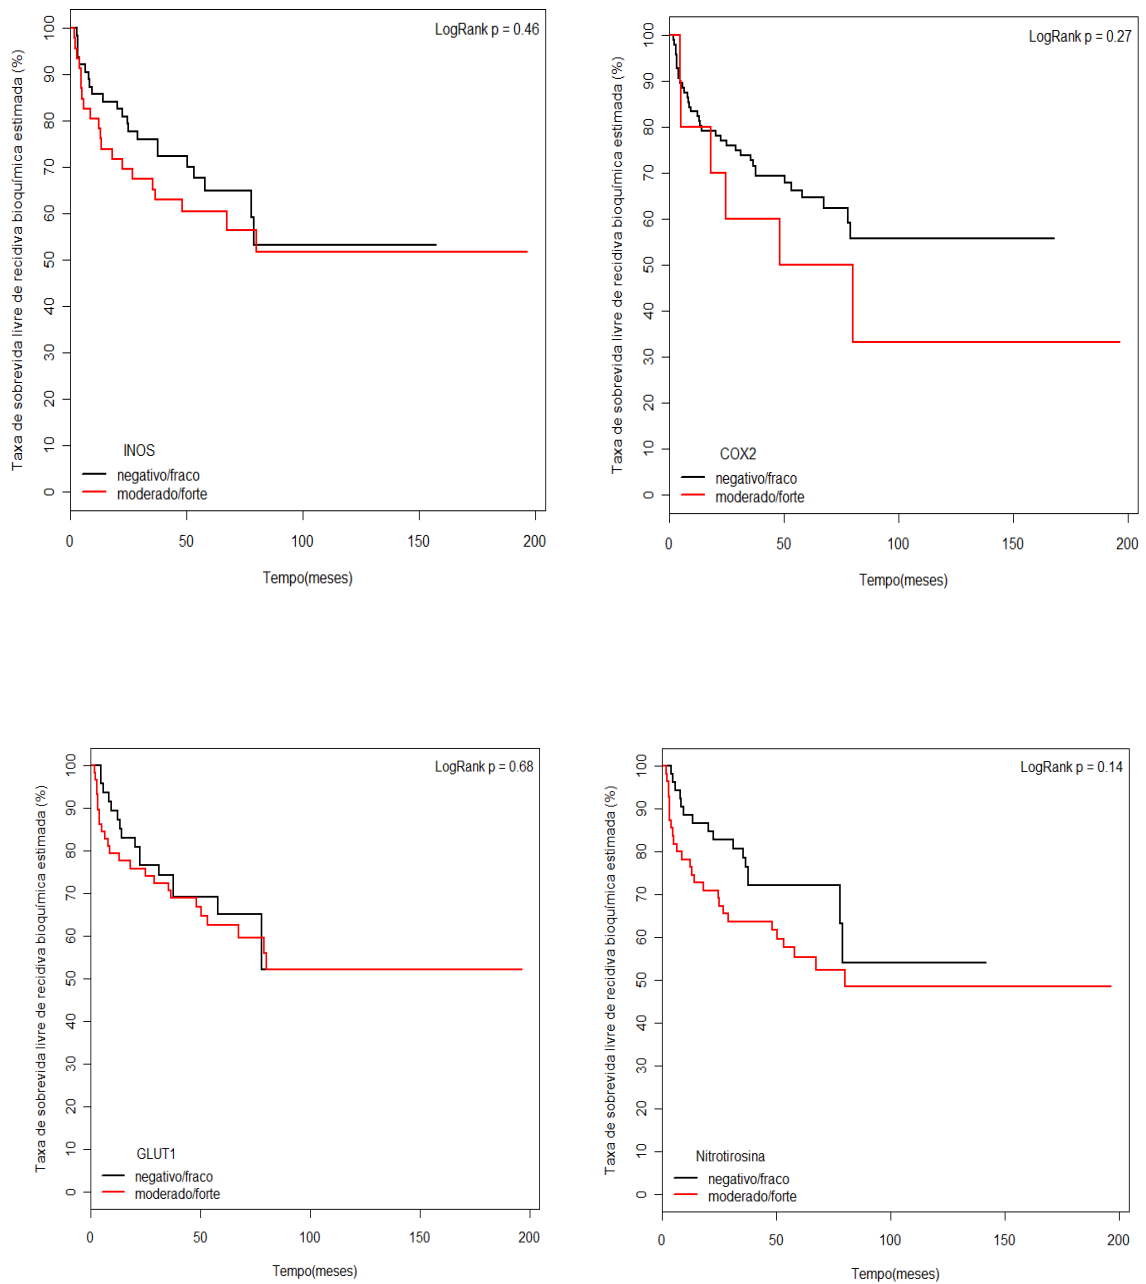 LogRank p = 0.46
Taxa de sobrevida livre de recidiva bioquímica estimada (%)
100
90
80
70
60
50
40
30
20
10
0
INOS
negativo/fraco
moderado/forte
0 50 100 150 200
Tempo(meses)
LogRank p = 0.27
Taxa de sobrevida livre de recidiva bioquímica estimada (%)
100
90
80
70
60
50
40
30
20
10
0
COX2
negativo/fraco
moderado/forte
0 50 100 150 200
Tempo(meses)
LogRank p = 0.68
Taxa de sobrevida livre de recidiva bioquímica estimada (%)
100
90
80
70
60
50
40
30
20
10
0
GLUT1
negativo/fraco
moderado/forte
0 50 100 150 200
Tempo(meses)
LogRank p = 0.14
Taxa de sobrevida livre de recidiva bioquímica estimada (%)
100
90
80
70
60
50
40
30
20
10
0
Nitrotirosina
negativo/fraco
moderado/forte
0 50 100 150 200
Tempo(meses)